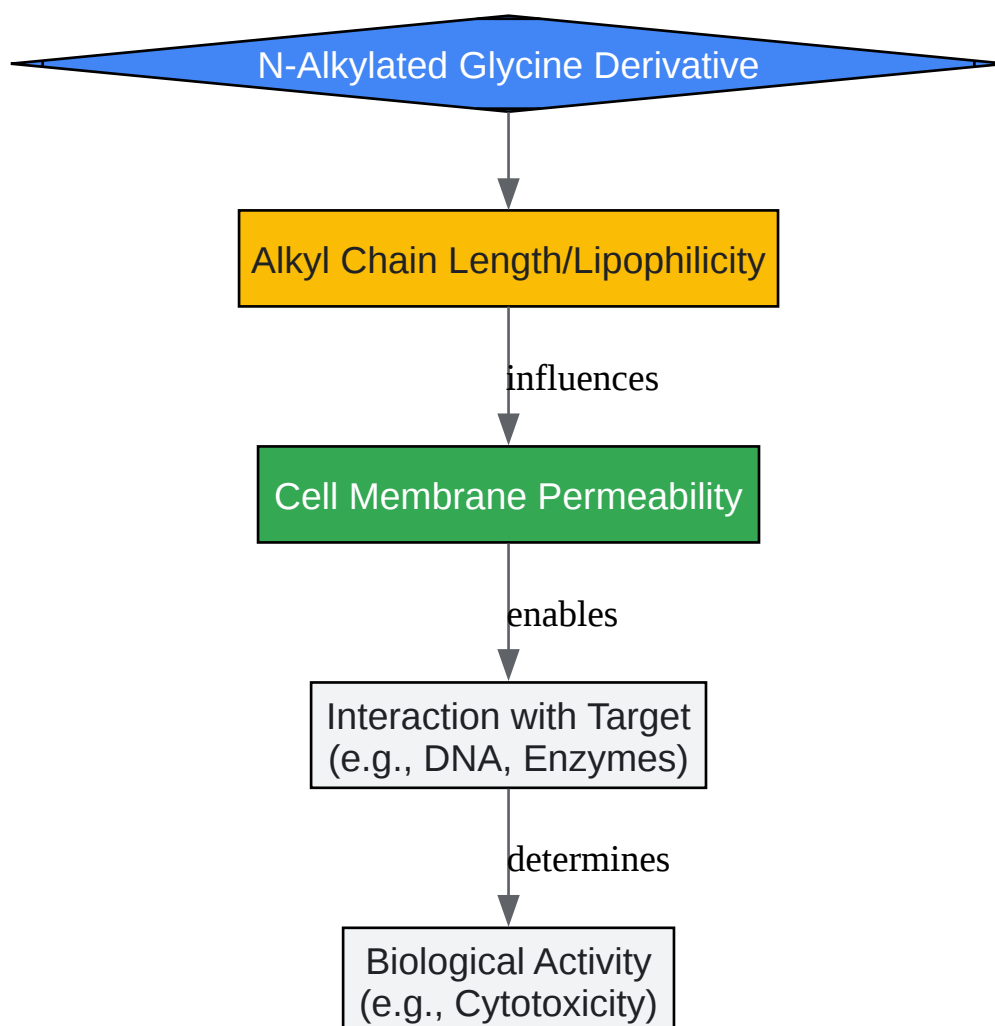 N-Alkylated Glycine Derivative
Alkyl Chain Length/Lipophilicity
influences
Cell Membrane Permeability
enables
Interaction with Target
(e.g., DNA, Enzymes)
determines
Biological Activity
(e.g., Cytotoxicity)